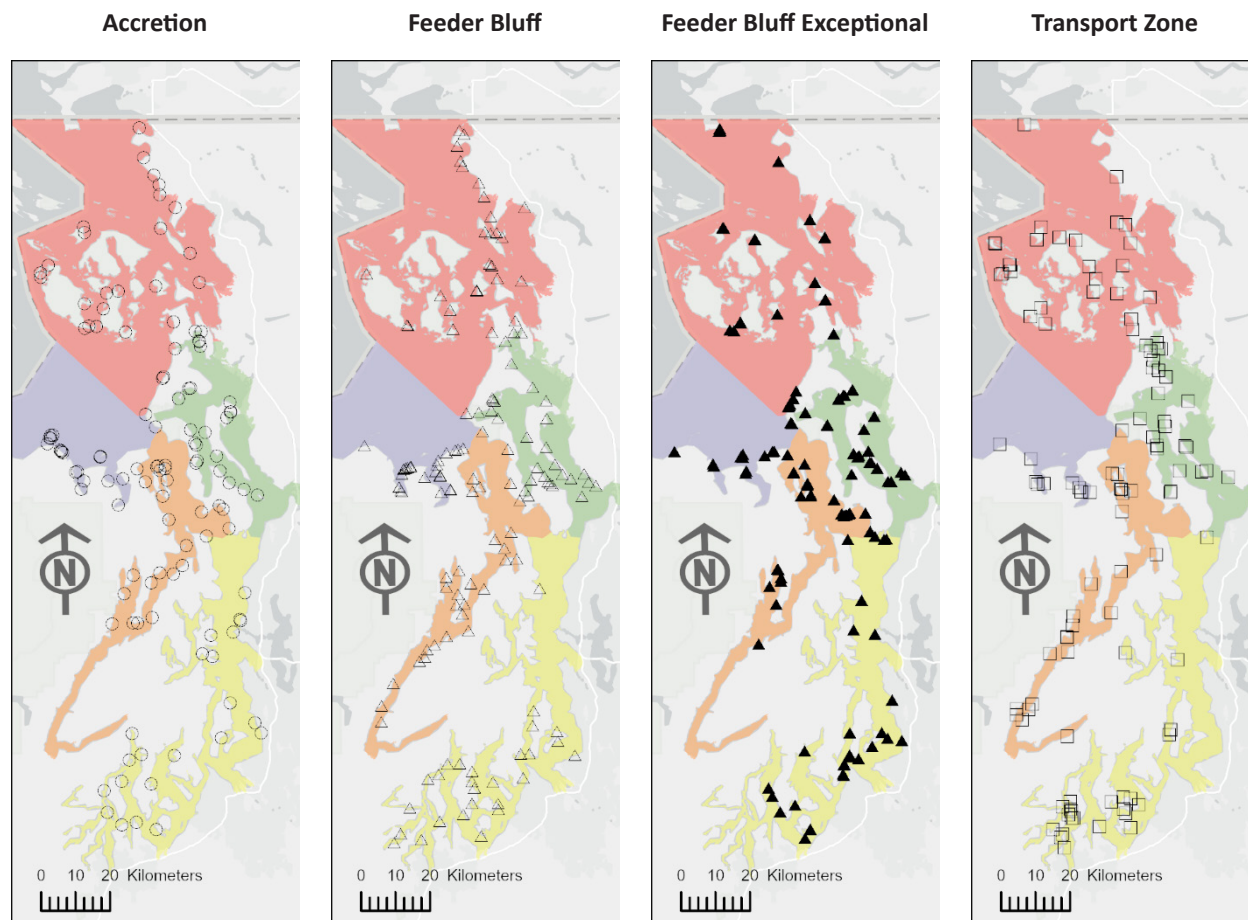 Accretion
Feeder Bluff
Feeder Bluff Exceptional
Transport Zone
N
N
N
N
0 10 20 Kilometers
0 10 20 Kilometers
0 10 20 Kilometers
0 10 20 Kilometers